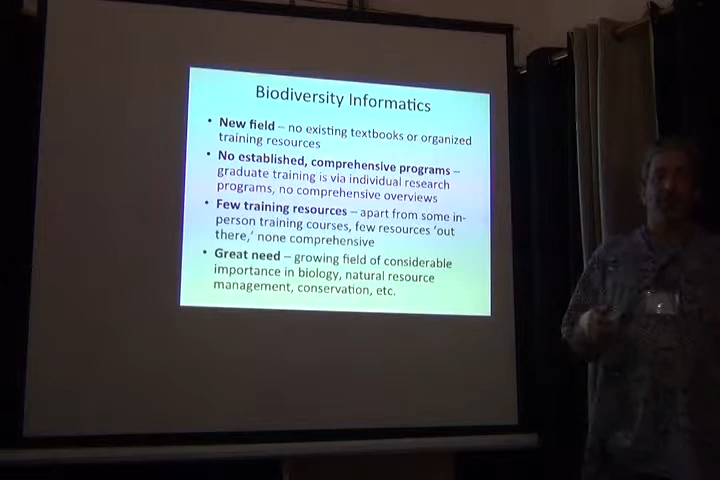 Biodiversity Informatics
• New field – no existing textbooks or organized
training resources
• No established, comprehensive programs –
graduate training is via individual research
programs, no comprehensive overviews
• Few training resources – apart from some in-
person training courses, few resources 'out
there,' none comprehensive
• Great need – growing field of considerable
importance in biology, natural resource
management, conservation, etc.